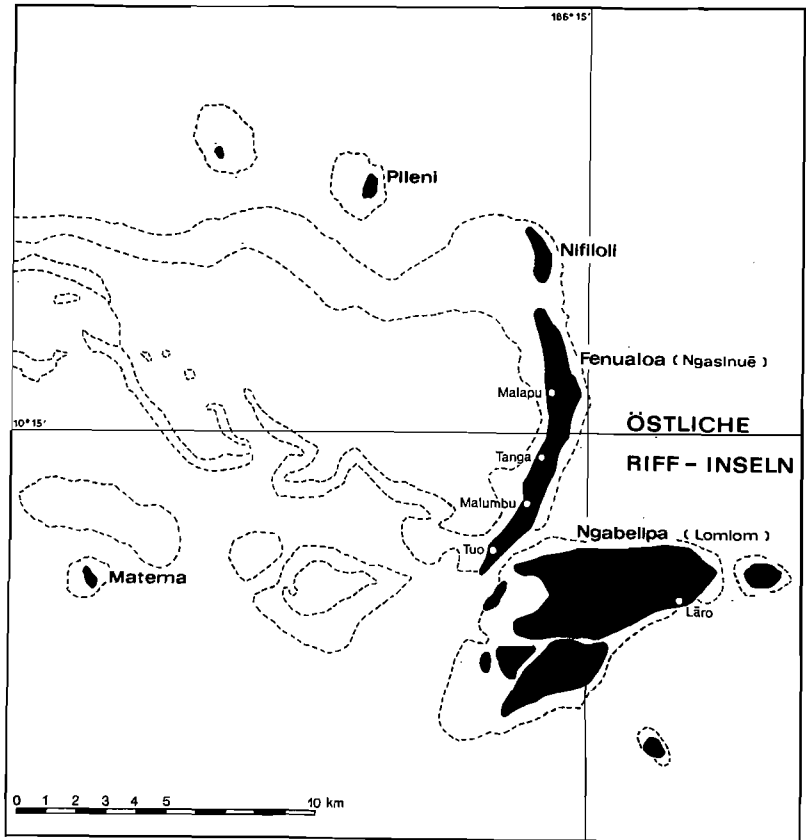 166°15'
Pileni
Nifiloli
Fenualoa (Ngasinuē)
Malapu
10°15'
ÖSTLICHE
RIFF-INSELN
Tanga
Malumbu
Ngabelipa (Lomlom)
Tuo
Matema
Lāro
0 1 2 3 4 5 10 km